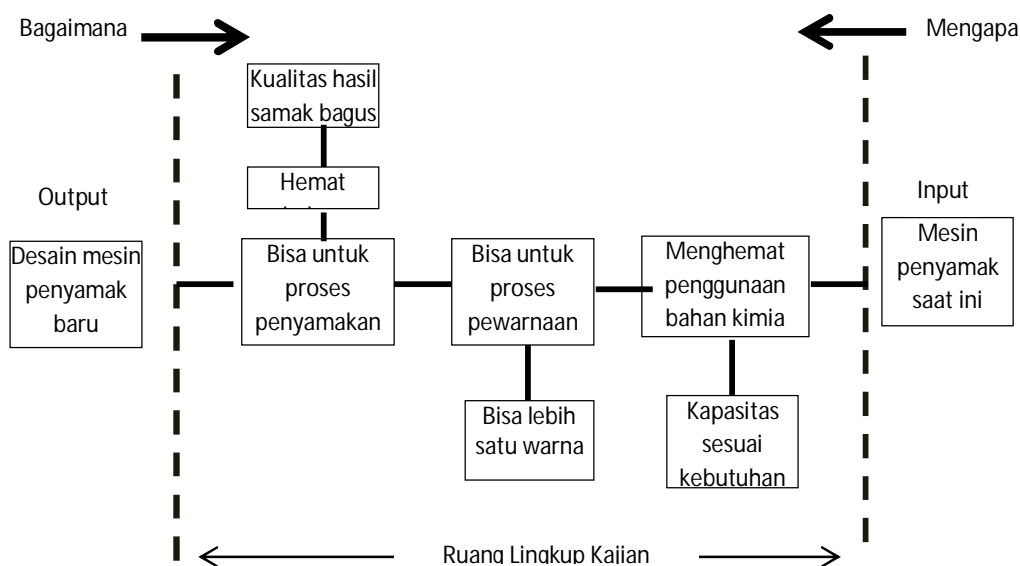 Bagaimana
Mengapa
Kualitas hasil
samak bagus
Hemat
Output
Input
Desain mesin
penyamak
baru
Bisa untuk
proses
penyamakan
Bisa untuk
proses
pewarnaan
Menghemat
penggunaan
bahan kimia
Mesin
penyamak
saat ini
Bisa lebih
satu warna
Kapasitas
sesuai
kebutuhan
Ruang Lingkup Kajian